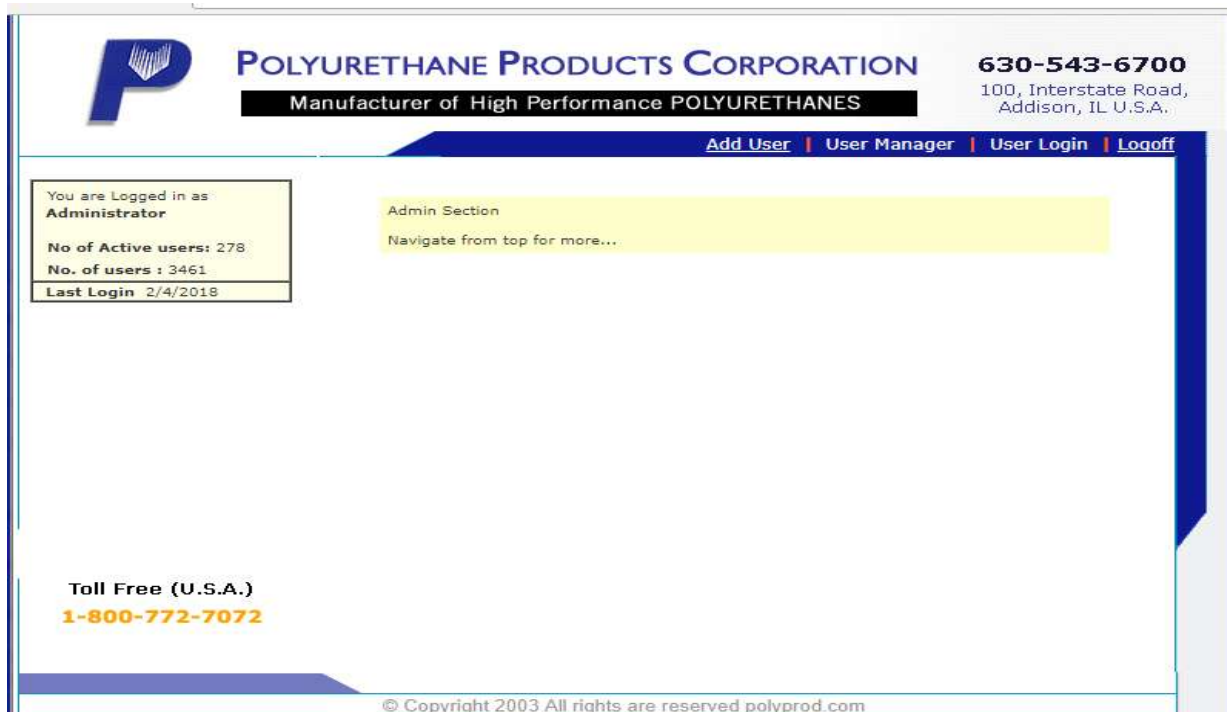 POLYURETHANE PRODUCTS CORPORATION
Manufacturer of High Performance POLYURETHANES
630-543-6700
100, Interstate Road,
Addison, IL U.S.A.
Add User | User Manager | User Login | Logoff
You are Logged in as
Administrator
No of Active users: 278
No. of users : 3461
Last Login 2/4/2018
Admin Section
Navigate from top for more...
Toll Free (U.S.A.)
1-800-772-7072
© Copyright 2003 All rights are reserved polyprod.com